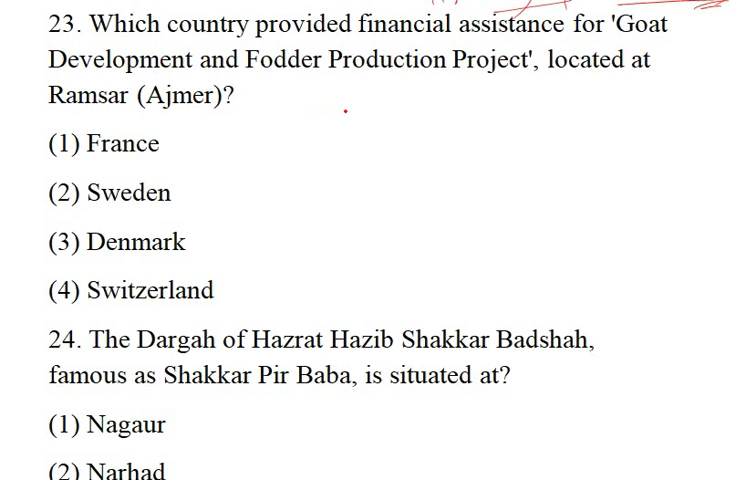 23. Which country provided financial assistance for 'Goat
Development and Fodder Production Project', located at
Ramsar (Ajmer)?
(1) France
(2) Sweden
(3) Denmark
(4) Switzerland
24. The Dargah of Hazrat Hazib Shakkar Badshah,
famous as Shakkar Pir Baba, is situated at?
(1) Nagaur
(2) Narhad